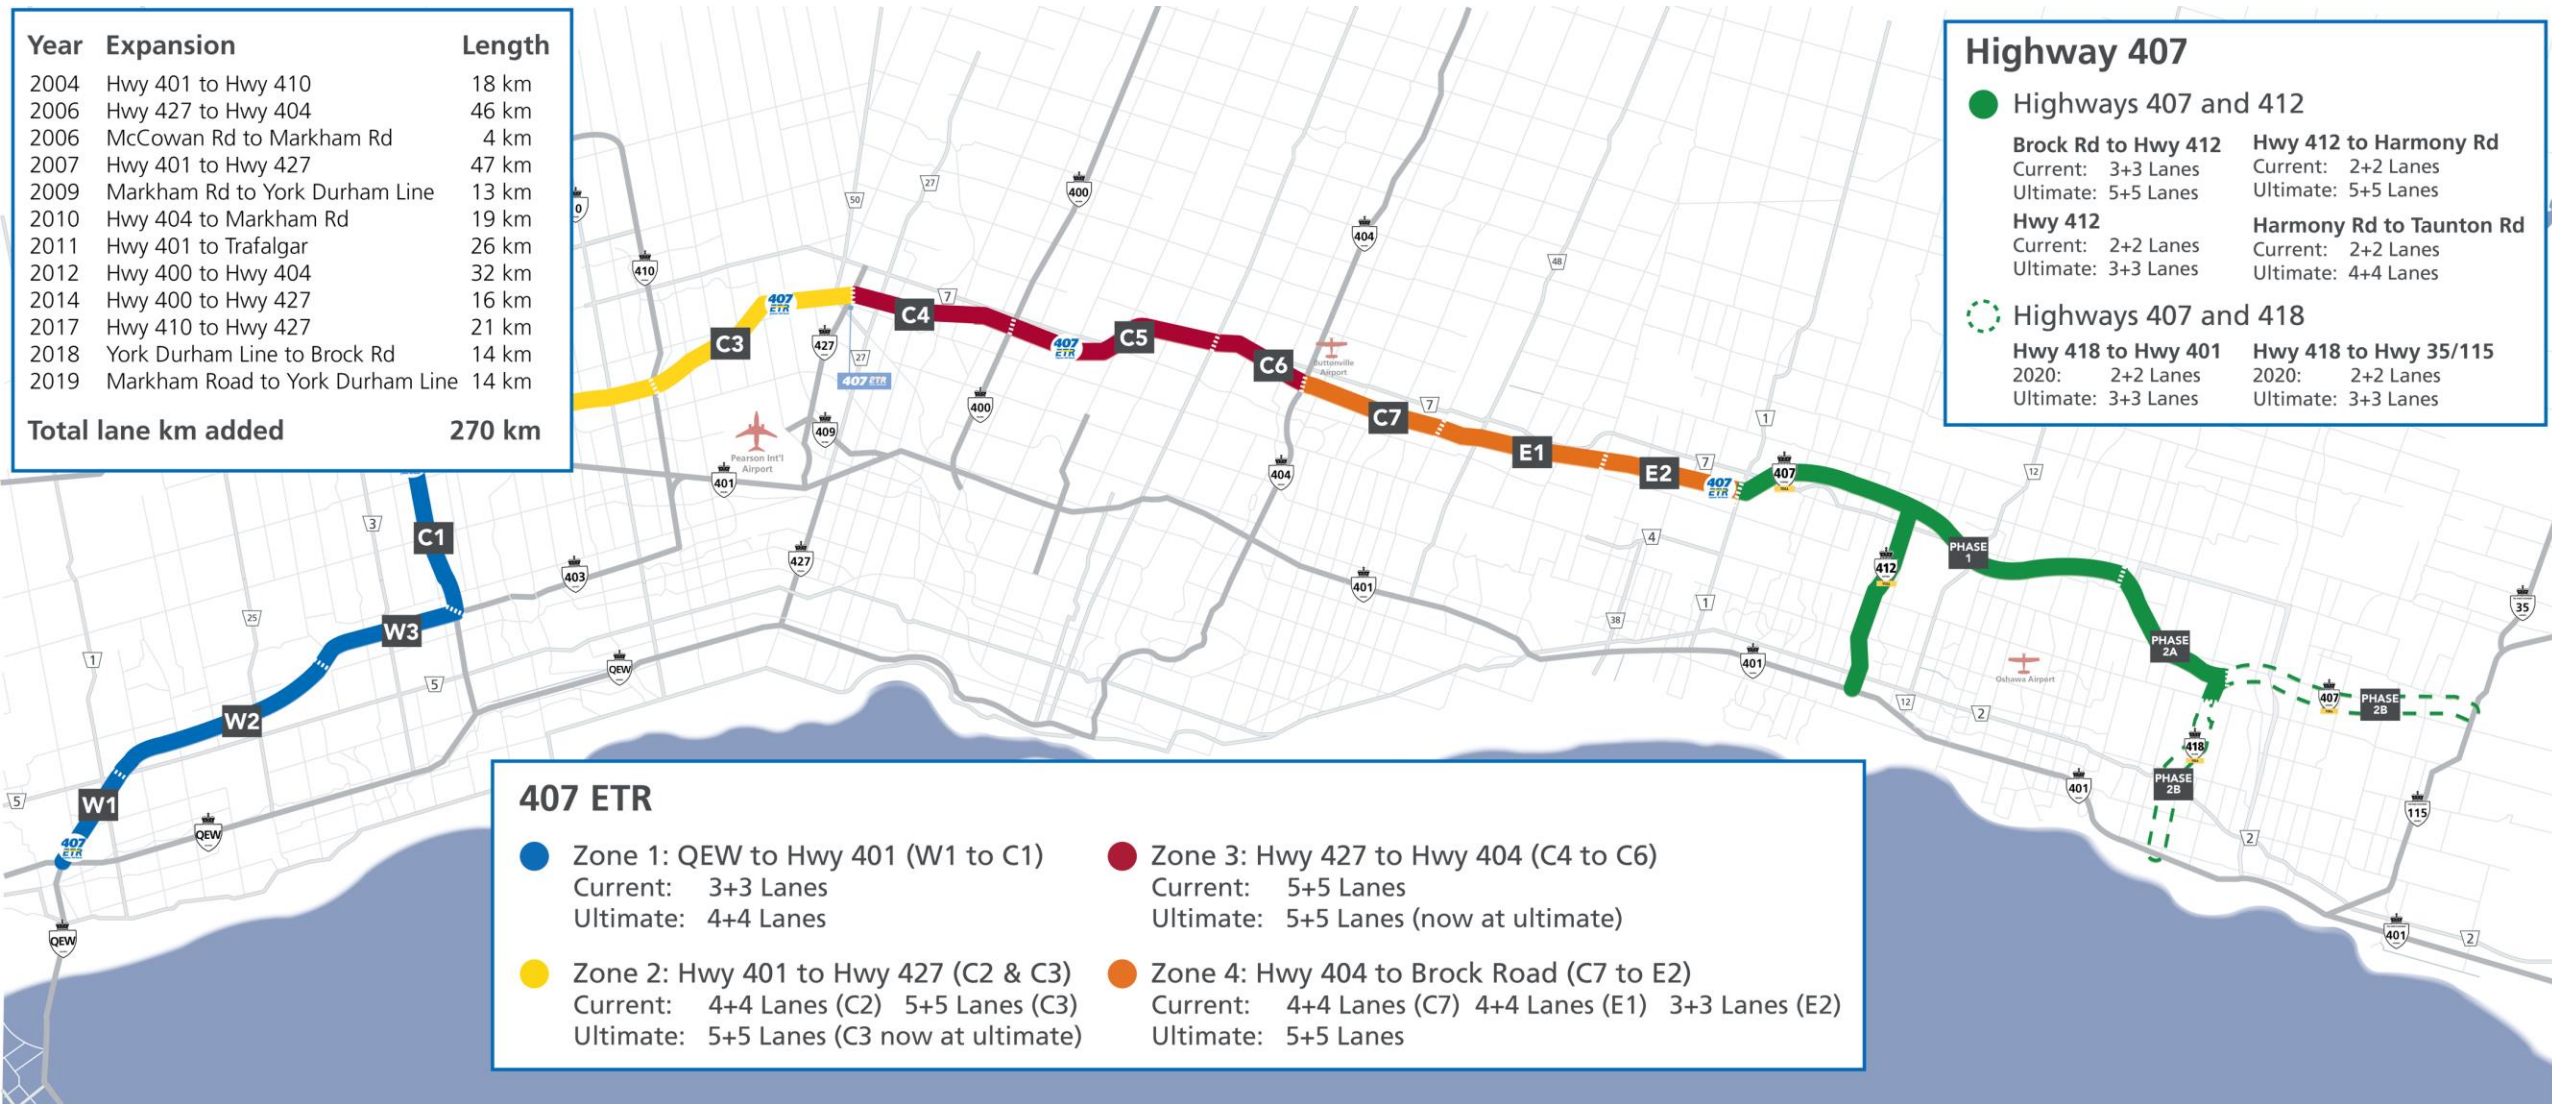 Year Expansion Length
2004 Hwy 401 to Hwy 410 18 km
2006 Hwy 427 to Hwy 404 46 km
2006 McCowan Rd to Markham Rd 4 km
2007 Hwy 401 to Hwy 427 47 km
2009 Markham Rd to York Durham Line 13 km
2010 Hwy 404 to Markham Rd 19 km
2011 Hwy 401 to Trafalgar 26 km
2012 Hwy 400 to Hwy 404 32 km
2014 Hwy 400 to Hwy 427 16 km
2017 Hwy 410 to Hwy 427 21 km
2018 York Durham Line to Brock Rd 14 km
2019 Markham Road to York Durham Line 14 km
Total lane km added 270 km
Highway 407
Highways 407 and 412
Brock Rd to Hwy 412
Current: 3+3 Lanes
Ultimate: 5+5 Lanes
Hwy 412 to Harmony Rd
Current: 2+2 Lanes
Ultimate: 5+5 Lanes
Hwy 412
Current: 2+2 Lanes
Ultimate: 3+3 Lanes
Harmony Rd to Taunton Rd
Current: 2+2 Lanes
Ultimate: 4+4 Lanes
Highways 407 and 418
Hwy 418 to Hwy 401
2020: 2+2 Lanes
Ultimate: 3+3 Lanes
Hwy 418 to Hwy 35/115
2020: 2+2 Lanes
Ultimate: 3+3 Lanes
27
50
400
0
404
410
48
407 ETR
7
C4
C5
407 ETR
C3
427
27
C6
Buttonville Airport
407 ETR
400
7
C7
1
409
Pearson Int'l Airport
E1
7
E2
407 ETR
407
12
401
404
3
C1
4
412
PHASE 1
427
403
401
35
1
25
38
W3
1
PHASE 2A
401
Oshawa Airport
QEW
5
407
PHASE 2B
12
2
W2
418
PHASE 2B
401
5
W1
115
QEW
2
407 ETR
QEW
401
2
407 ETR
Zone 1: QEW to Hwy 401 (W1 to C1)
Current: 3+3 Lanes
Ultimate: 4+4 Lanes
Zone 3: Hwy 427 to Hwy 404 (C4 to C6)
Current: 5+5 Lanes
Ultimate: 5+5 Lanes (now at ultimate)
Zone 2: Hwy 401 to Hwy 427 (C2 & C3)
Current: 4+4 Lanes (C2) 5+5 Lanes (C3)
Ultimate: 5+5 Lanes (C3 now at ultimate)
Zone 4: Hwy 404 to Brock Road (C7 to E2)
Current: 4+4 Lanes (C7) 4+4 Lanes (E1) 3+3 Lanes (E2)
Ultimate: 5+5 Lanes